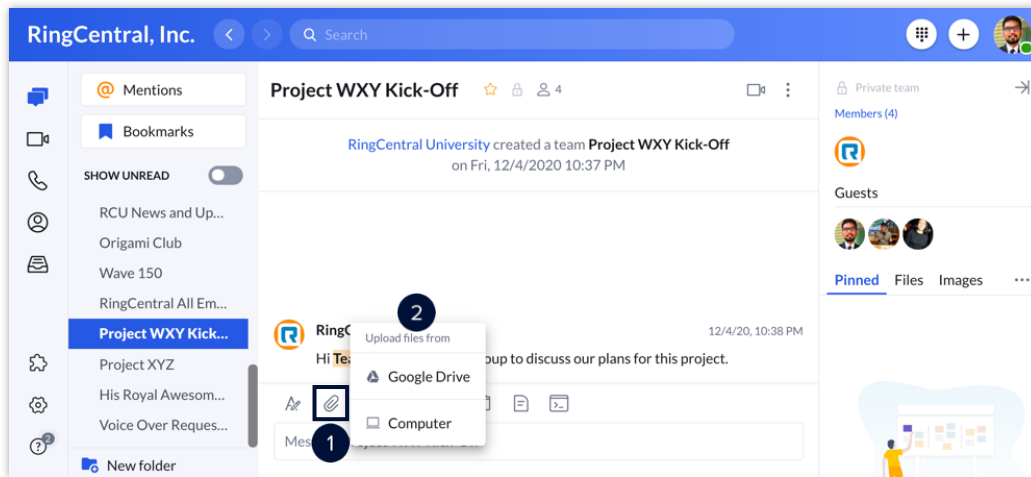 RingCentral, Inc.
Search
Mentions
Bookmarks
SHOW UNREAD
RCU News and Up...
Origami Club
Wave 150
RingCentral All Em...
Project WXY Kick...
Project XYZ
His Royal Awesom...
Voice Over Reques...
New folder
2
Project WXY Kick-Off
4
RingCentral University created a team Project WXY Kick-Off
on Fri, 12/4/2020 10:37 PM
2
12/4/20, 10:38 PM
Upload files from
Hi to discuss our plans for this project.
Google Drive
Computer
1
Private team
Members (4)
Guests
Pinned Files Images